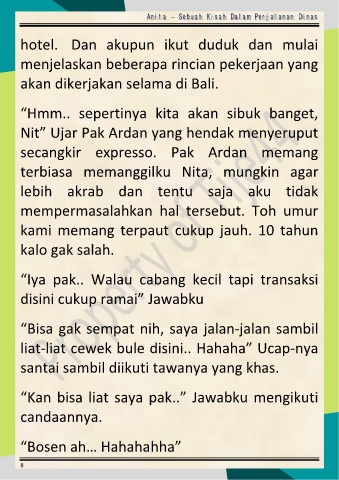 Anita – Sebuah Kisah Dalam Perjalanan Dinas
hotel. Dan akupun ikut duduk dan mulai
menjelaskan beberapa rincian pekerjaan yang
akan dikerjakan selama di Bali.
“Hmm.. sepertinya kita akan sibuk banget,
Nit” Ujar Pak Ardan yang hendak menyeruput
secangkir expresso. Pak Ardan memang
terbiasa memanggilku Nita, mungkin agar
lebih akrab dan tentu saja aku tidak
mempermasalahkan hal tersebut. Toh umur
kami memang terpaut cukup jauh. 10 tahun
kalo gak salah.
“Iya pak.. Walau cabang kecil tapi transaksi
disini cukup ramai” Jawabku
“Bisa gak sempat nih, saya jalan-jalan sambil
liat-liat cewek bule disini.. Hahaha” Ucap-nya
santai sambil diikuti tawanya yang khas.
“Kan bisa liat saya pak..” Jawabku mengikuti
candaannya.
“Bosen ah… Hahahahha”
8
Property of Tije44